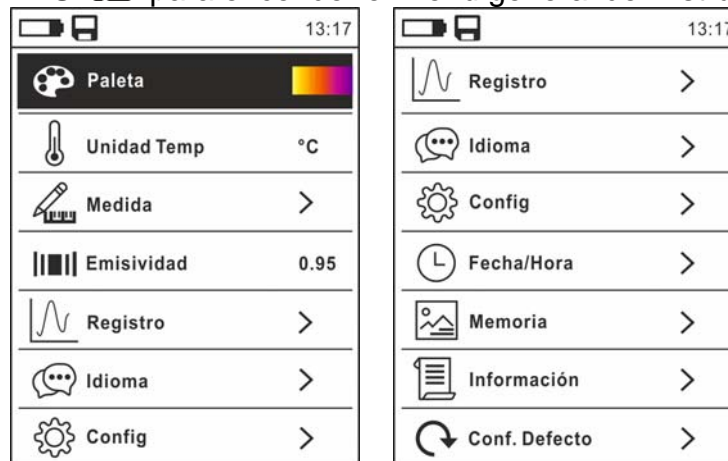 13:17
Paleta
Unidad Temp °C
Medida >
Emisividad 0.95
Registro >
Idioma >
Config >
13:17
Registro >
Idioma >
Config >
Fecha/Hora >
Memoria >
Información >
Conf. Defecto >